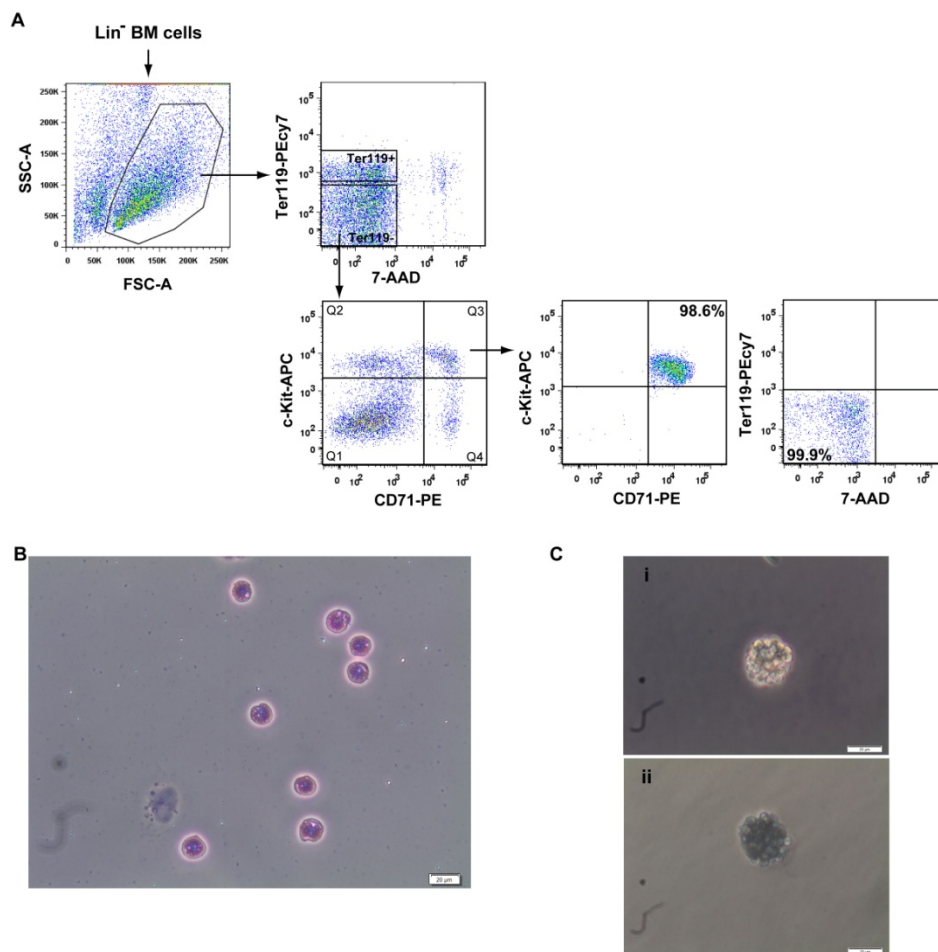 A
Lin⁻ BM cells
SSC-A
250K
200K
150K
100K
50K
0
0 50K 100K 150K 200K 250K
FSC-A
Ter119-PEcy7
10⁵
10⁴
10³
10²
0
Ter119+
Ter119-
0 10² 10³ 10⁴ 10⁵
7-AAD
c-Kit-APC
10⁵
10⁴
10³
10²
0
Q2
Q3
Q1
Q4
0 10² 10³ 10⁴ 10⁵
CD71-PE
c-Kit-APC
10⁵
10⁴
10³
10²
0
98.6%
0 10² 10³ 10⁴ 10⁵
CD71-PE
Ter119-PEcy7
10⁵
10⁴
10³
10²
0
99.9%
0 10² 10³ 10⁴ 10⁵
7-AAD
B
20 µm
C
i
ii